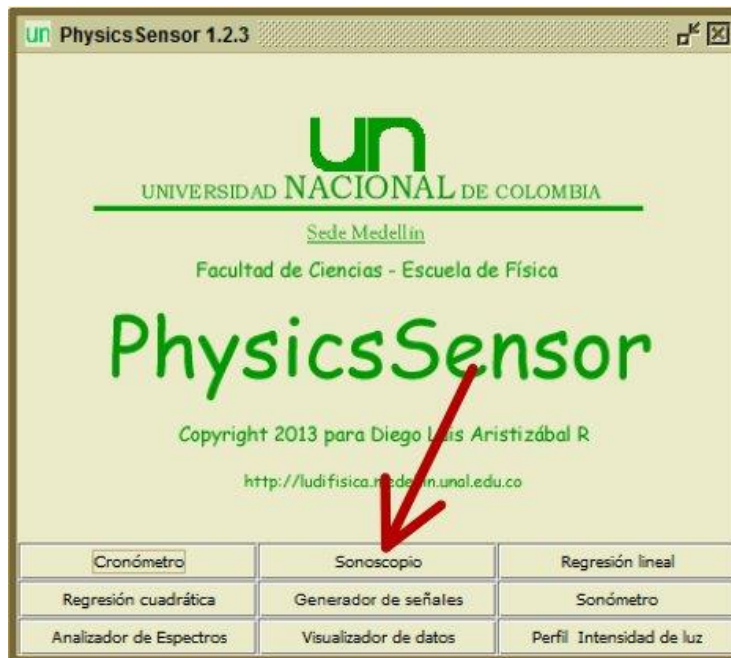 un PhysicsSensor 1.2.3
un
UNIVERSIDAD NACIONAL DE COLOMBIA
Sede Medellín
Facultad de Ciencias - Escuela de Física
PhysicsSensor
Copyright 2013 para Diego Luis Aristizábal R
http://ludifisica.medellin.unal.edu.co
Cronómetro Sonoscopio Regresión lineal
Regresión cuadrática Generador de señales Sonómetro
Analizador de Espectros Visualizador de datos Perfil Intensidad de luz